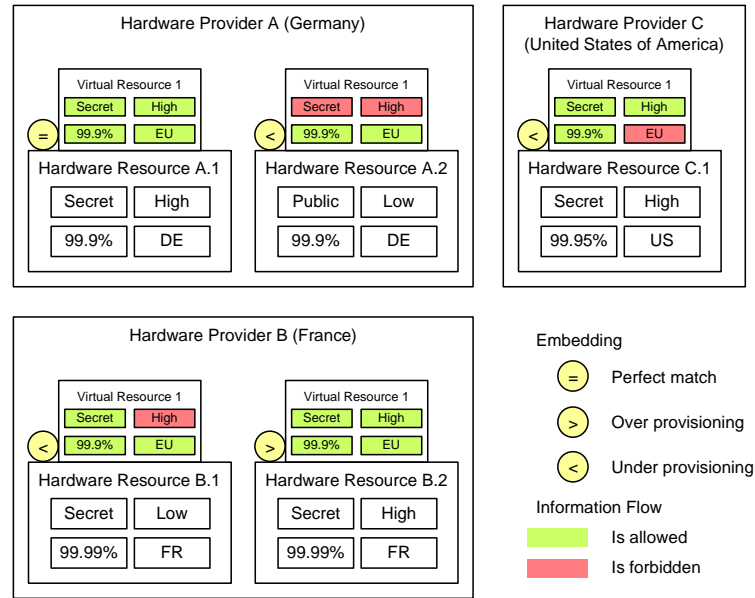 Hardware Provider A (Germany)
Virtual Resource 1
Secret
High
=
99.9%
EU
Hardware Resource A.1
Secret
High
99.9%
DE
Virtual Resource 1
Secret
High
<
99.9%
EU
Hardware Resource A.2
Public
Low
99.9%
DE
Hardware Provider C
(United States of America)
Virtual Resource 1
Secret
High
<
99.9%
EU
Hardware Resource C.1
Secret
High
99.95%
US
Hardware Provider B (France)
Virtual Resource 1
Secret
High
<
99.9%
EU
Hardware Resource B.1
Secret
Low
99.99%
FR
Virtual Resource 1
Secret
High
>
99.9%
EU
Hardware Resource B.2
Secret
High
99.99%
FR
Embedding
= Perfect match
> Over provisioning
< Under provisioning
Information Flow
Is allowed
Is forbidden